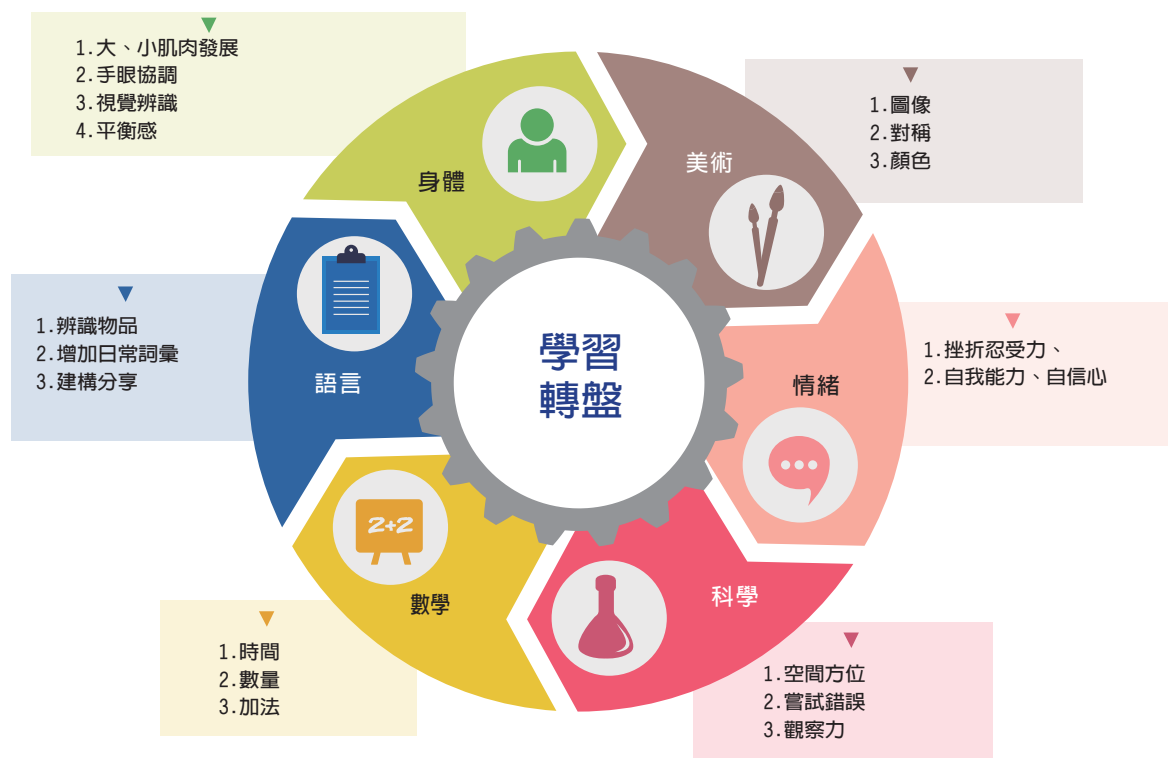 1.大、小肌肉發展
2.手眼協調
3.視覺辨識
4.平衡感
身體
美術
1.圖像
2.對稱
3.顏色
學習
轉盤
語言
1.辨識物品
2.增加日常詞彙
3.建構分享
情緒
1.挫折忍受力、
2.自我能力、自信心
2+2
數學
1.時間
2.數量
3.加法
科學
1.空間方位
2.嘗試錯誤
3.觀察力